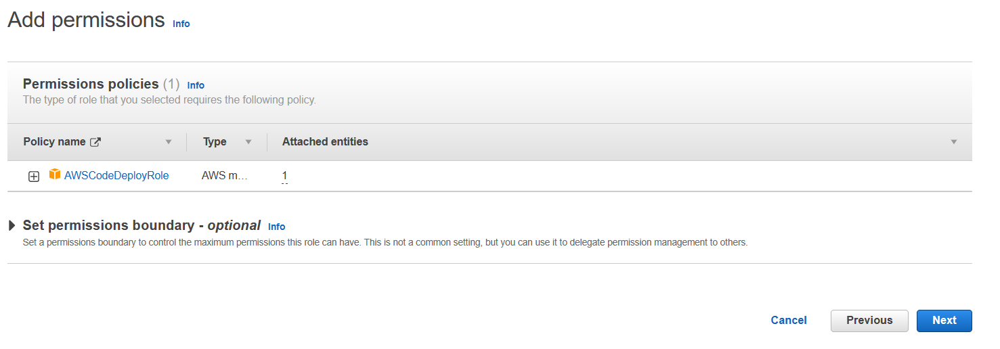 Add permissions Info
Permissions policies (1) Info
The type of role that you selected requires the following policy.
Policy name Type Attached entities
AWSCodeDeployRole AWS m... 1
Set permissions boundary - optional Info
Set a permissions boundary to control the maximum permissions this role can have. This is not a common setting, but you can use it to delegate permission management to others.
Cancel Previous Next